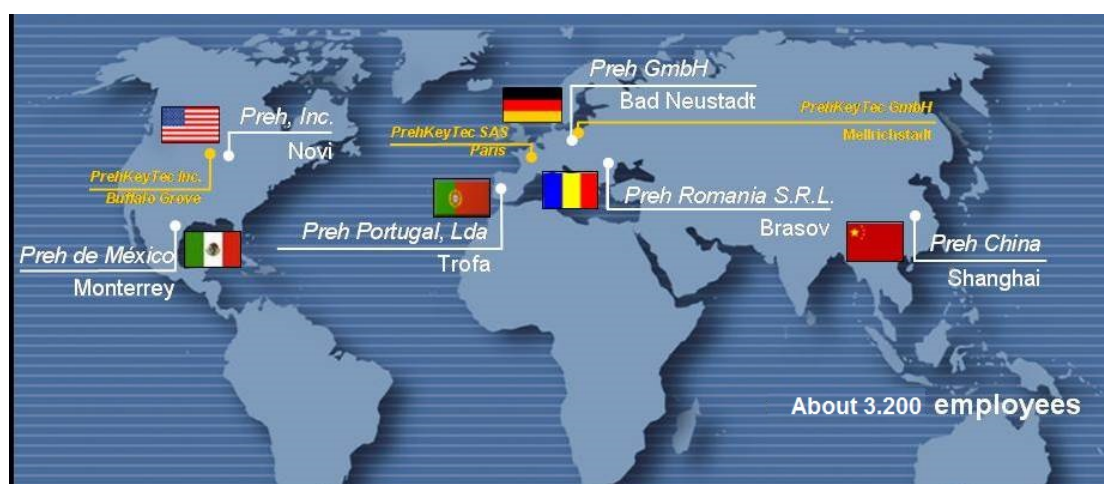 Preh GmbH
Bad Neustadt
PrehKeyTec GmbH
Mellrichstadt
Preh, Inc.
Novi
PrehKeyTec SAS
Paris
PrehKeyTec Inc.
Buffalo Grove
Preh Romania S.R.L.
Brasov
Preh Portugal, Lda
Trofa
Preh de México
Monterrey
Preh China
Shanghai
About 3.200 employees